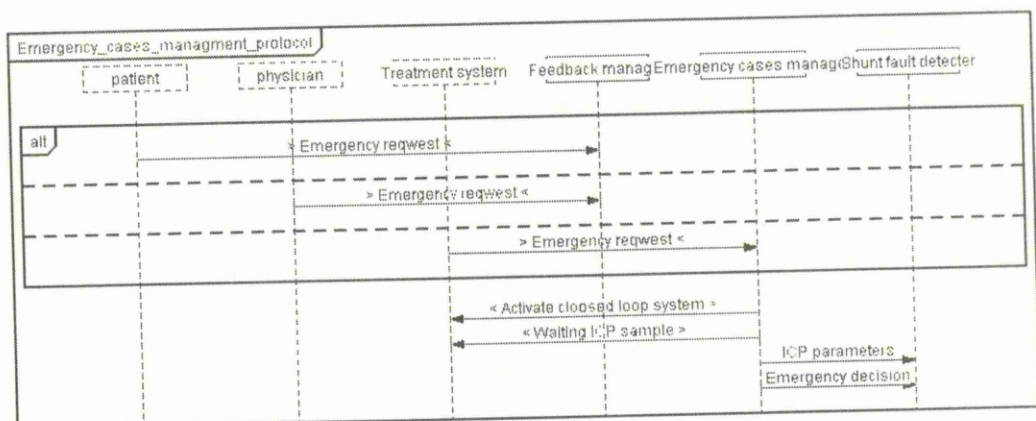 Emergency_cases_managment_protocol
patient
physician
Treatment system
Feedback manag
Emergency cases manag
Shunt fault detecter
alt
» Emergency reqwest «
» Emergency reqwest «
» Emergency reqwest «
« Activate cloosed loop system »
« Waiting ICP sample »
ICP parameters
Emergency decision